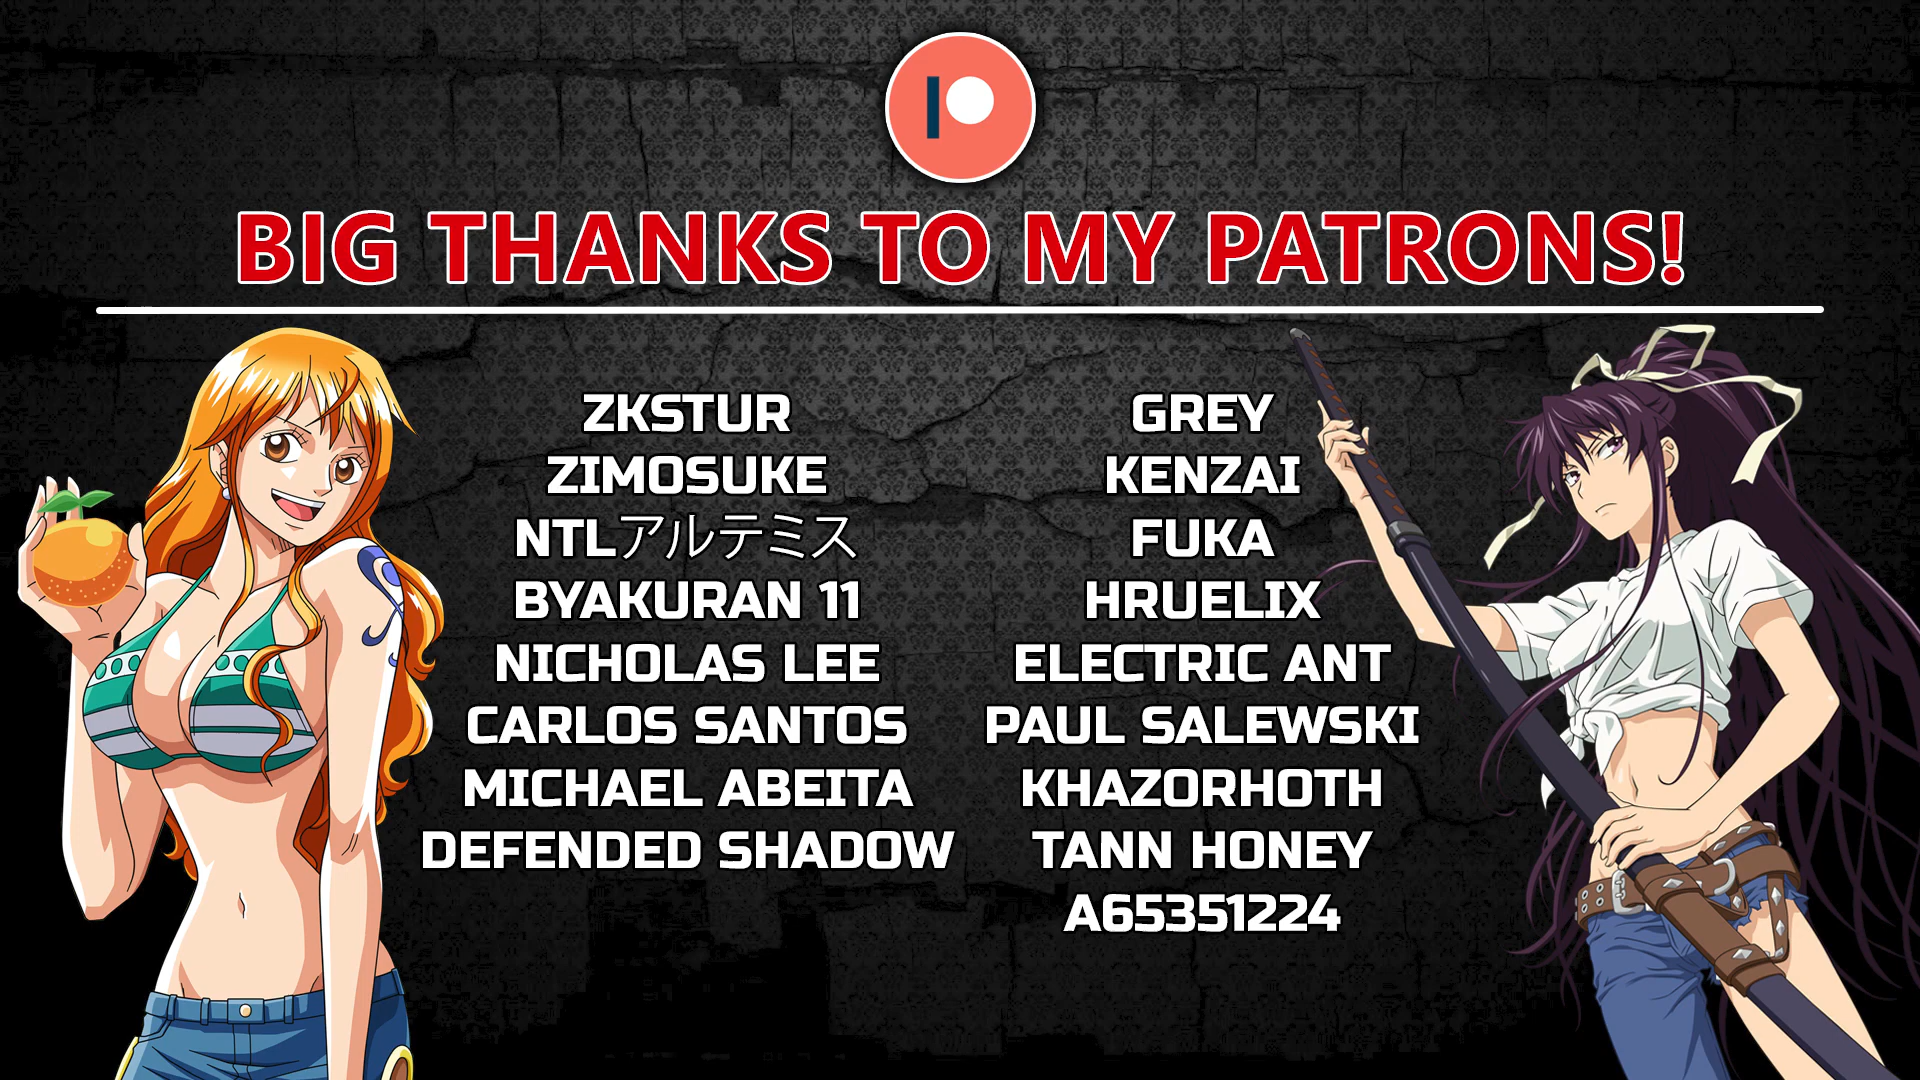 BIG THANKS TO MY PATRONS!
ZKSTUR
ZIMOSUKE
NTLアルテミス
BYAKURAN 11
NICHOLAS LEE
CARLOS SANTOS
MICHAEL ABEITA
DEFENDED SHADOW
GREY
KENZAI
FUKA
HRUELIX
ELECTRIC ANT
PAUL SALEWSKI
KHAZORHOTH
TANN HONEY
A65351224